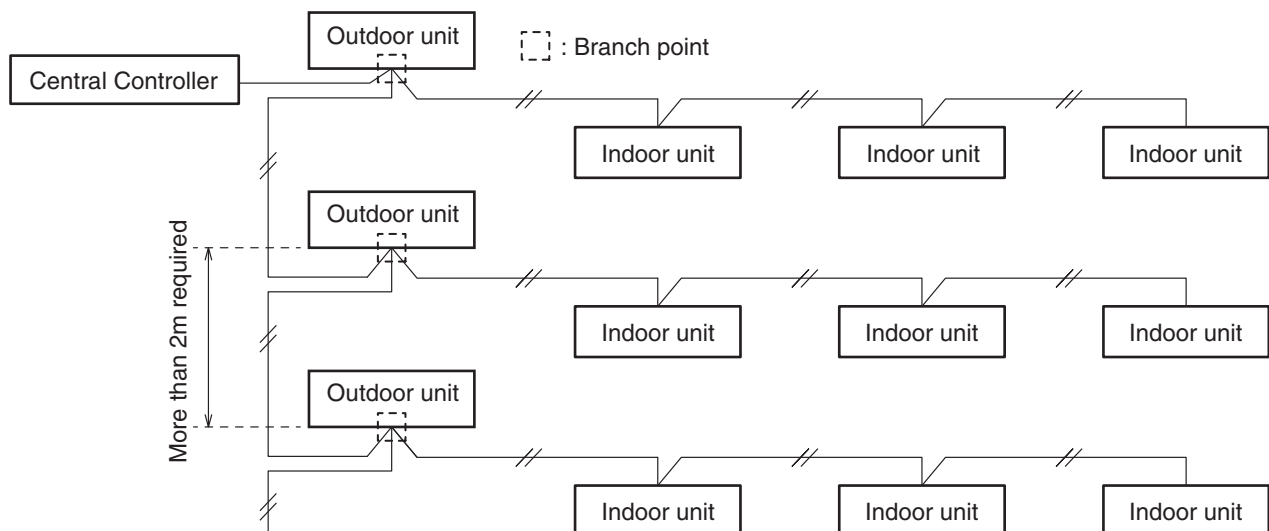 Outdoor unit
: Branch point
Central Controller
Indoor unit
Indoor unit
Indoor unit
Outdoor unit
More than 2m required
Indoor unit
Indoor unit
Indoor unit
Outdoor unit
Indoor unit
Indoor unit
Indoor unit